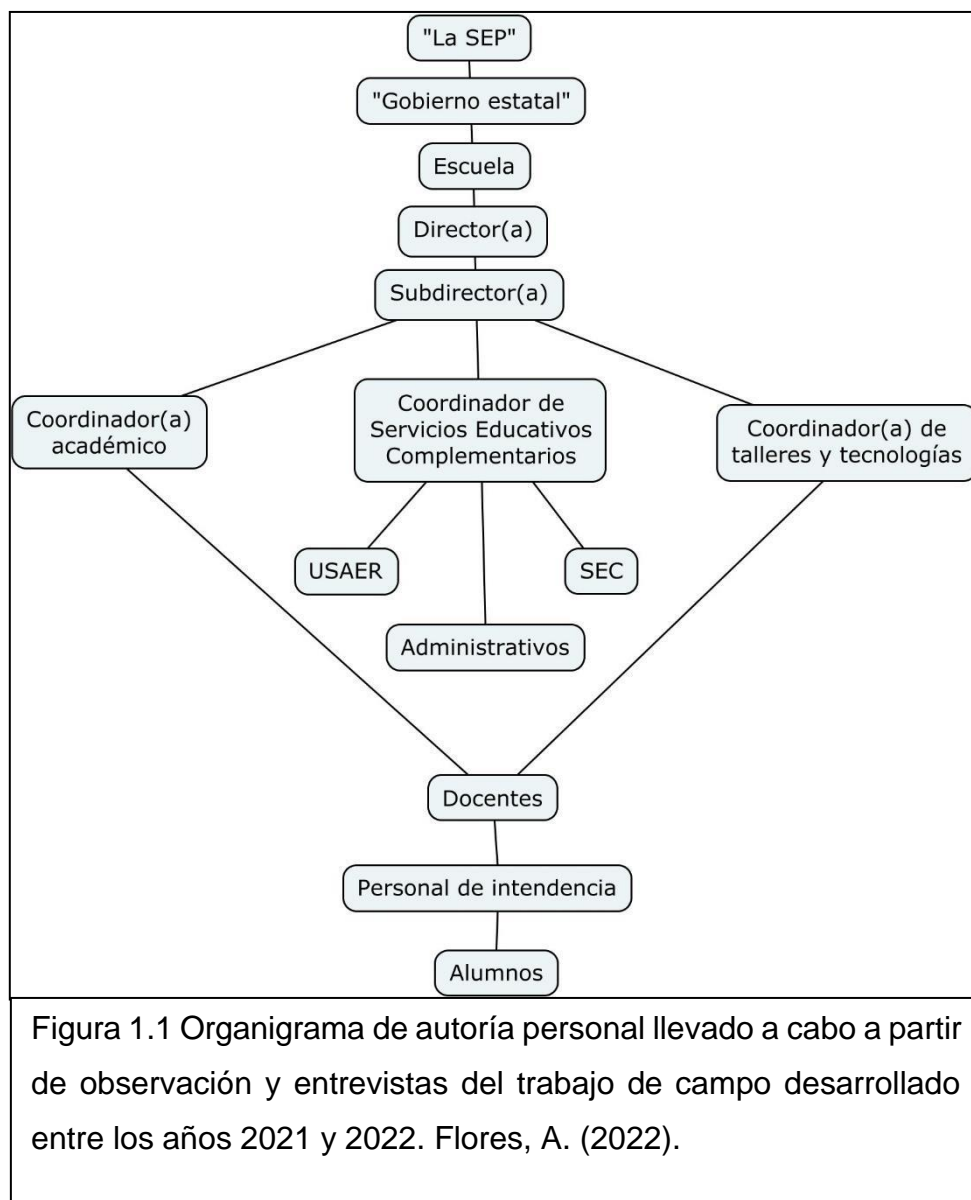 "La SEP"
"Gobierno estatal"
Escuela
Director(a)
Subdirector(a)
Coordinador(a)
académico
Coordinador de
Servicios Educativos
Complementarios
Coordinador(a) de
talleres y tecnologías
USAER
SEC
Administrativos
Docentes
Personal de intendencia
Alumnos
Figura 1.1 Organigrama de autoría personal llevado a cabo a partir
de observación y entrevistas del trabajo de campo desarrollado
entre los años 2021 y 2022. Flores, A. (2022).